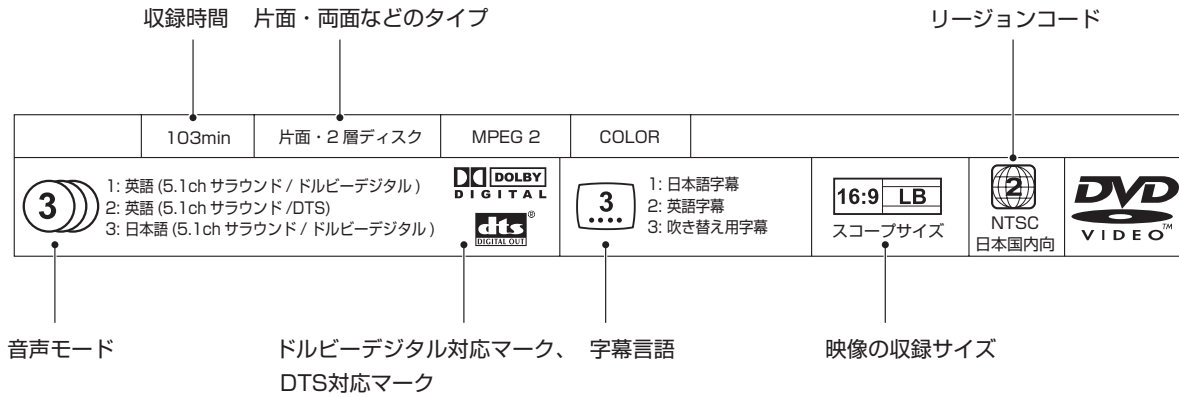 収録時間 片面・両面などのタイプ リージョンコード
103min 片面・2層ディスク MPEG 2 COLOR
3
1: 英語 (5.1ch サラウンド / ドルビーデジタル )
2: 英語 (5.1ch サラウンド /DTS)
3: 日本語 (5.1ch サラウンド / ドルビーデジタル )
DOLBY
DIGITAL
dts®
DIGITAL OUT
3
1: 日本語字幕
2: 英語字幕
3: 吹き替え用字幕
16:9 LB
スコープサイズ
2
NTSC
日本国内向
DVD
VIDEO™
音声モード ドルビーデジタル対応マーク、 字幕言語 映像の収録サイズ
DTS対応マーク